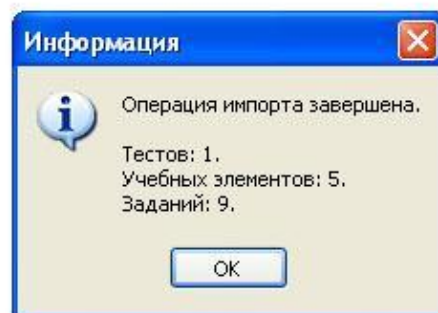 Информация
Операция импорта завершена.
Тестов: 1.
Учебных элементов: 5.
Заданий: 9.
OK